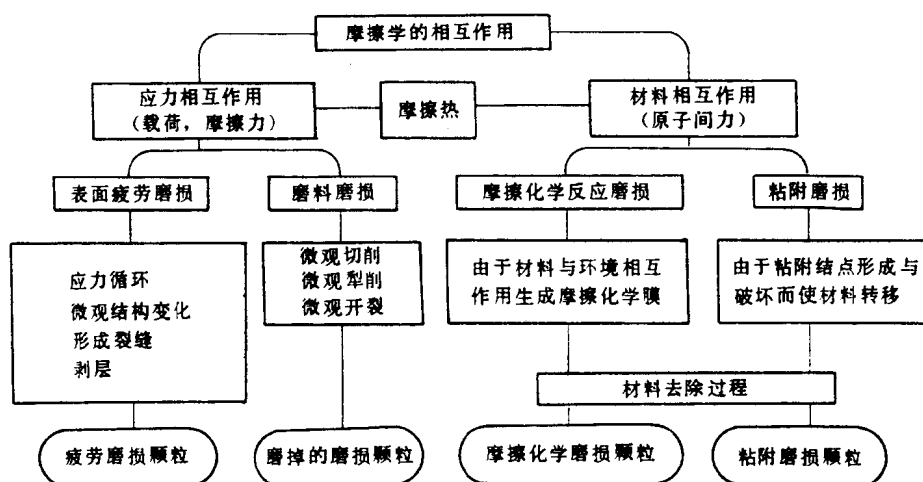 摩擦学的相互作用
应力相互作用
(载荷，摩擦力)
摩擦热
材料相互作用
(原子间力)
表面疲劳磨损
磨料磨损
摩擦化学反应磨损
粘附磨损
应力循环
微观结构变化
形成裂缝
剥层
微观切削
微观犁削
微观开裂
由于材料与环境相互
作用生成摩擦化学膜
由于粘附结点形成与
破坏而使材料转移
材料去除过程
疲劳磨损颗粒
磨掉的磨损颗粒
摩擦化学磨损颗粒
粘附磨损颗粒